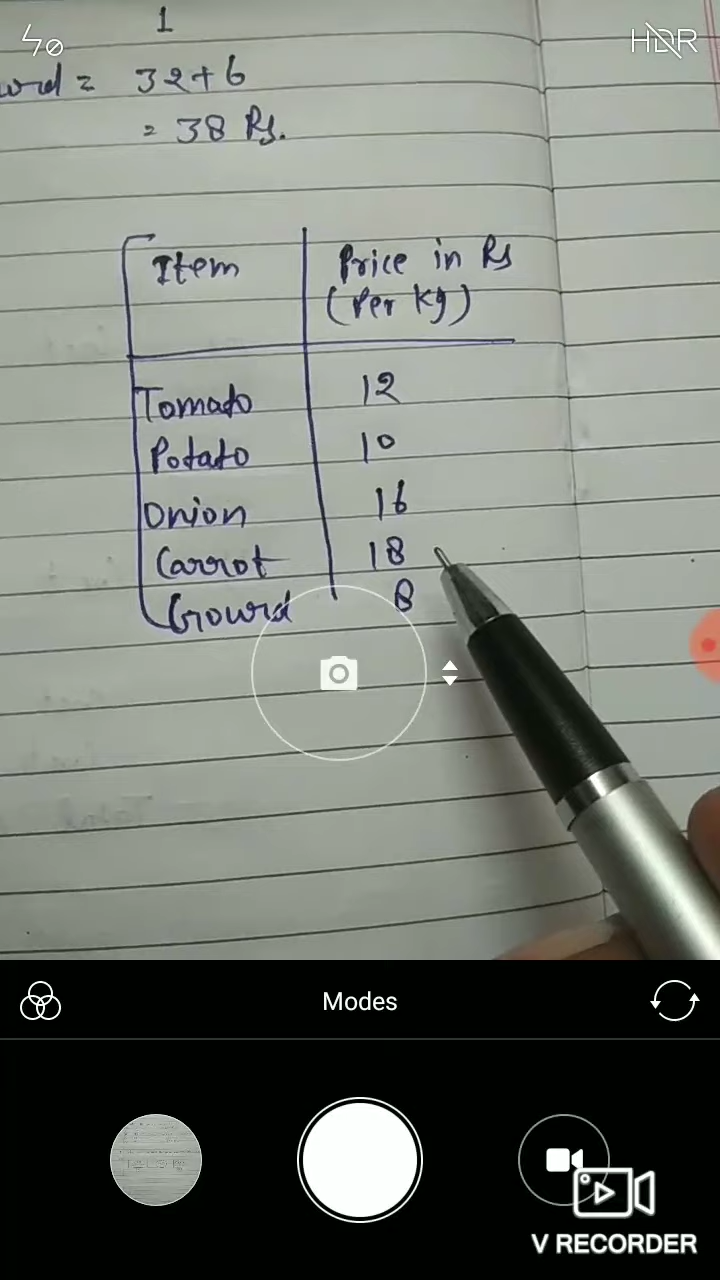 1
= 32+6
= 38 Rs.
Item Price in Rs
(Per kg)
Tomato 12
Potato 10
Onion 16
Carrot 18
Gourd 8
HDR
Modes
V RECORDER